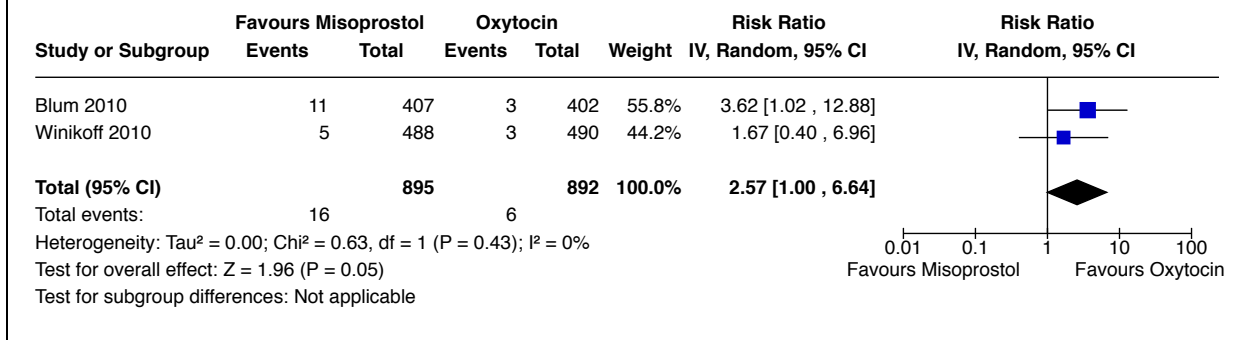 Favours Misoprostol Oxytocin Risk Ratio Risk Ratio
Study or Subgroup Events Total Events Total Weight IV, Random, 95% CI IV, Random, 95% CI
Blum 2010 11 407 3 402 55.8% 3.62 [1.02 , 12.88]
Winikoff 2010 5 488 3 490 44.2% 1.67 [0.40 , 6.96]
Total (95% CI) 895 892 100.0% 2.57 [1.00 , 6.64]
Total events: 16 6
Heterogeneity: Tau² = 0.00; Chi² = 0.63, df = 1 (P = 0.43); I² = 0%
0.01 0.1 1 10 100
Test for overall effect: Z = 1.96 (P = 0.05)
Favours Misoprostol Favours Oxytocin
Test for subgroup differences: Not applicable